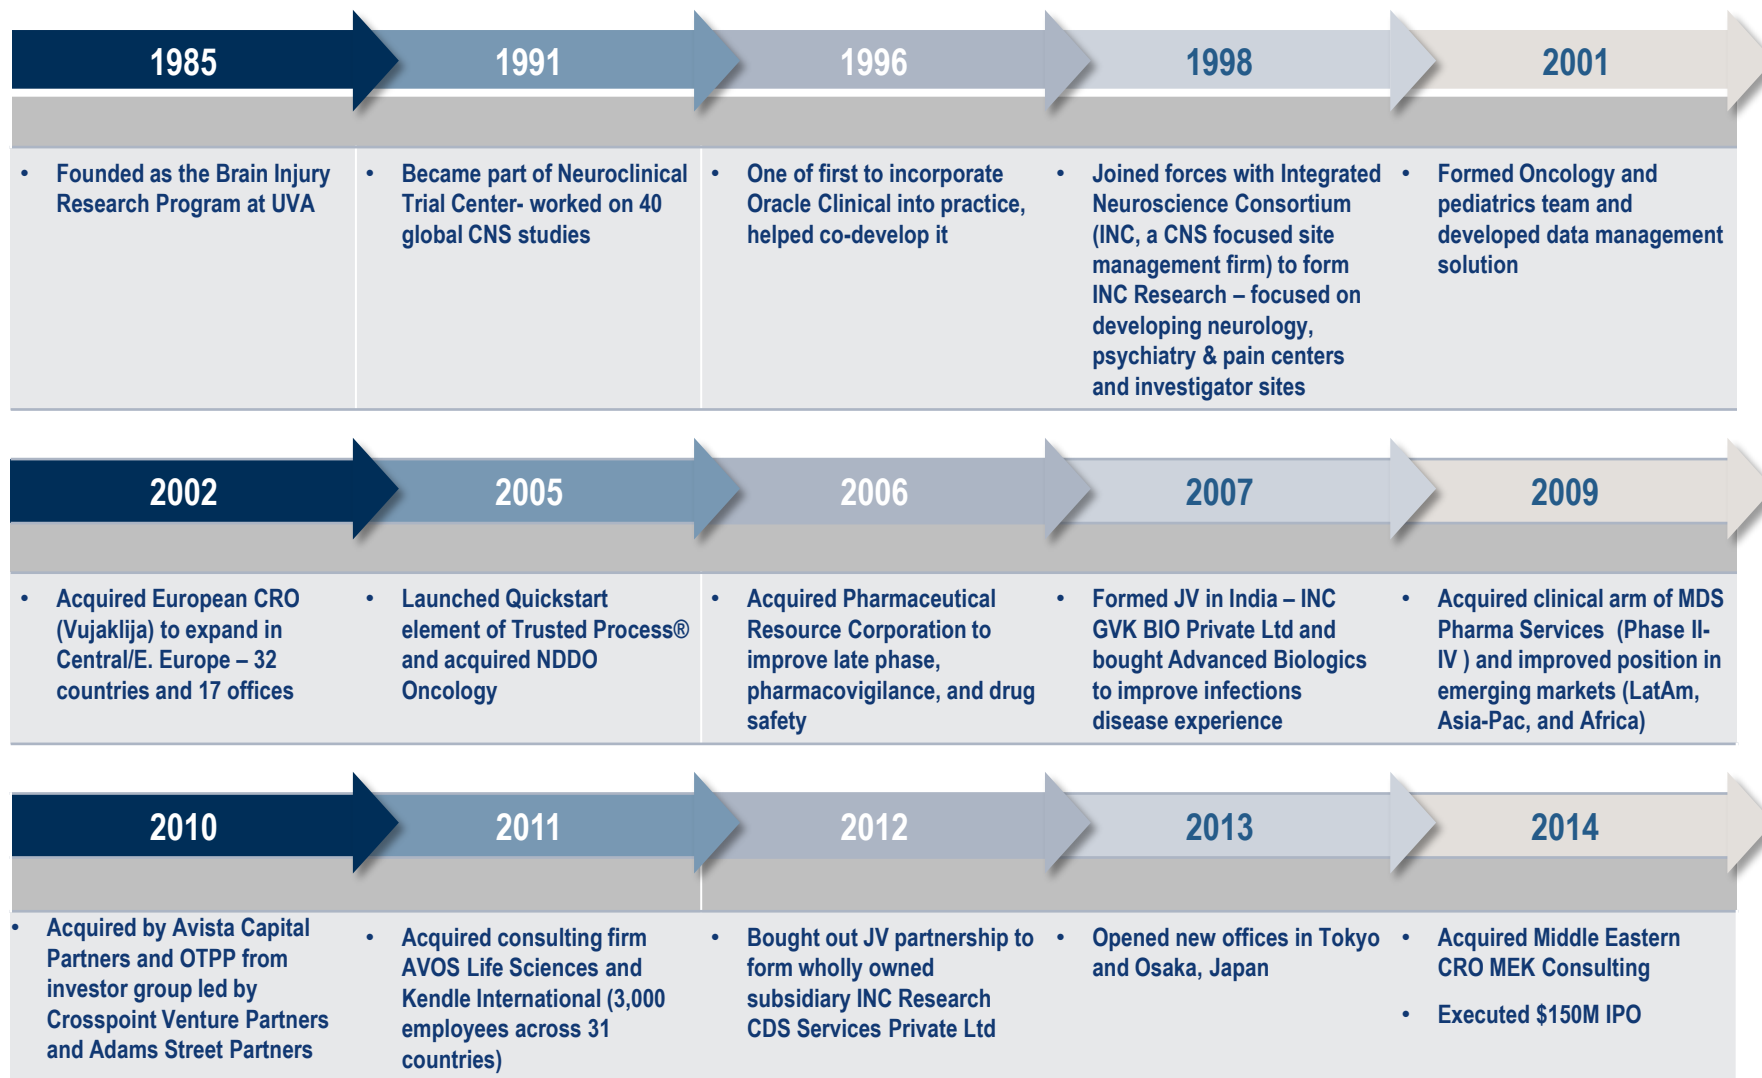 1985
1991
1996
1998
2001
• Founded as the Brain Injury
Research Program at UVA
• Became part of Neuroclinical
Trial Center- worked on 40
global CNS studies
• One of first to incorporate
Oracle Clinical into practice,
helped co-develop it
• Joined forces with Integrated
Neuroscience Consortium
(INC, a CNS focused site
management firm) to form
INC Research – focused on
developing neurology,
psychiatry & pain centers
and investigator sites
• Formed Oncology and
pediatrics team and
developed data management
solution
2002
2005
2006
2007
2009
• Acquired European CRO
(Vujaklija) to expand in
Central/E. Europe – 32
countries and 17 offices
• Launched Quickstart
element of Trusted Process®
and acquired NDDO
Oncology
• Acquired Pharmaceutical
Resource Corporation to
improve late phase,
pharmacovigilance, and drug
safety
• Formed JV in India – INC
GVK BIO Private Ltd and
bought Advanced Biologics
to improve infections
disease experience
• Acquired clinical arm of MDS
Pharma Services (Phase II-
IV ) and improved position in
emerging markets (LatAm,
Asia-Pac, and Africa)
2010
2011
2012
2013
2014
• Acquired by Avista Capital
Partners and OTPP from
investor group led by
Crosspoint Venture Partners
and Adams Street Partners
• Acquired consulting firm
AVOS Life Sciences and
Kendle International (3,000
employees across 31
countries)
• Bought out JV partnership to
form wholly owned
subsidiary INC Research
CDS Services Private Ltd
• Opened new offices in Tokyo
and Osaka, Japan
• Acquired Middle Eastern
CRO MEK Consulting
• Executed $150M IPO